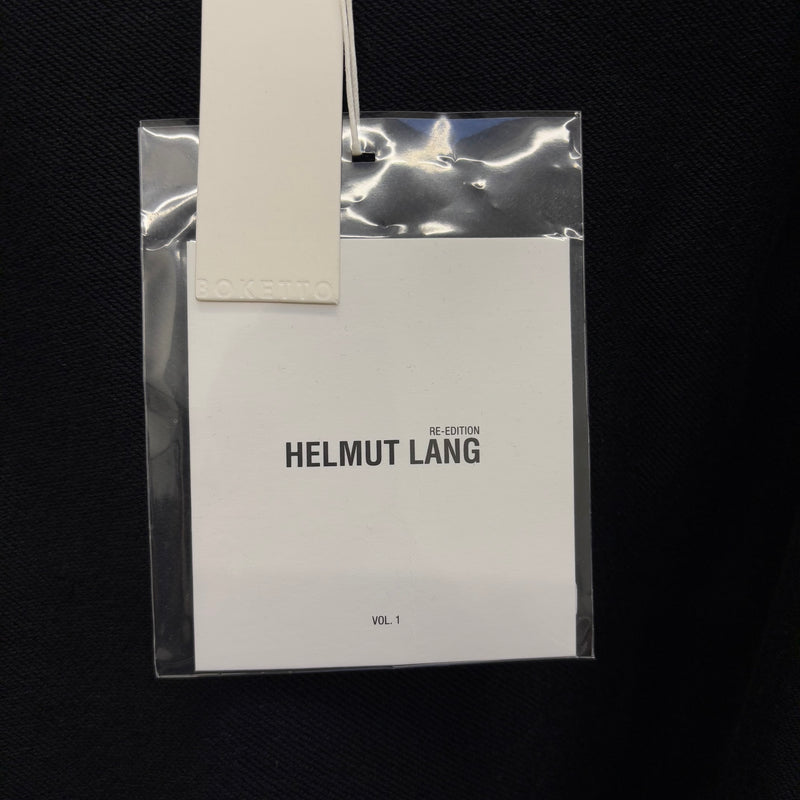 BOKETTO
RE-EDITION
HELMUT LANG
VOL. 1